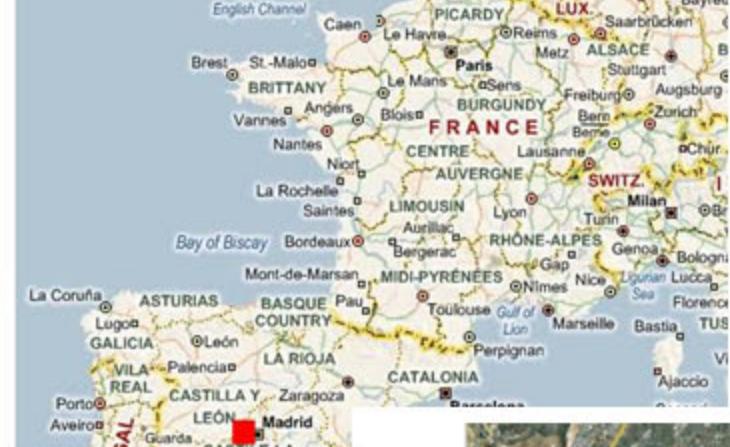 English Channel
PICARDY
LUX.
Caen
Le Havre
Reims
Saarbrücken
Metz
ALSACE
Paris
Stuttgart
Brest
St.-Malo
Le Mans
Sens
Freiburg
Augsburg
BRITTANY
Angers
Blois
BURGUNDY
Vannes
Bern
Berne
Zurich
FRANCE
Nantes
CENTRE
Lausanne
Chur
Niort
AUVERGNE
SWITZ.
La Rochelle
Milan
Saintes
LIMOUSIN
Lyon
Turin
Aurillac
Bay of Biscay
Bordeaux
Bergerac
RHÔNE-ALPES
Genoa
Gap
Bologn
Mont-de-Marsan
MIDI-PYRÉNÉES
Nîmes
Nice
Ligurian
Sea
Lucca
La Coruña
ASTURIAS
BASQUE
COUNTRY
Pau
Toulouse
Gulf of
Lion
Marseille
Florence
Lugo
GALICIA
León
Bastia
TUS
Perpignan
LA RIOJA
VILA
REAL
Palencia
CATALONIA
Ajaccio
CASTILLA Y
LEÓN
Zaragoza
Porto
Barcelona
Aveiro
Madrid
Guarda